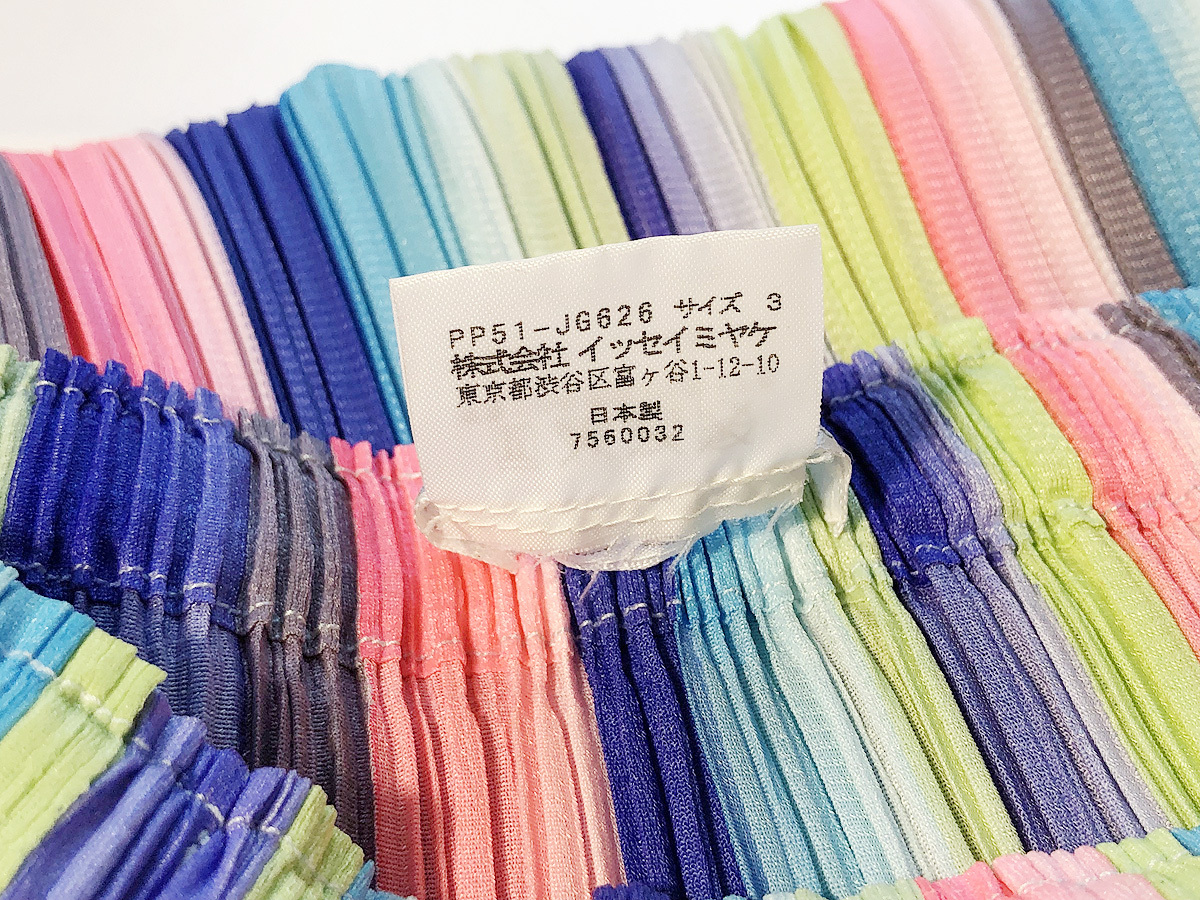 PP51-JG626 サイズ 3
株式会社 イッセイミヤケ
東京都渋谷区富ヶ谷1-12-10
日本製
7560032